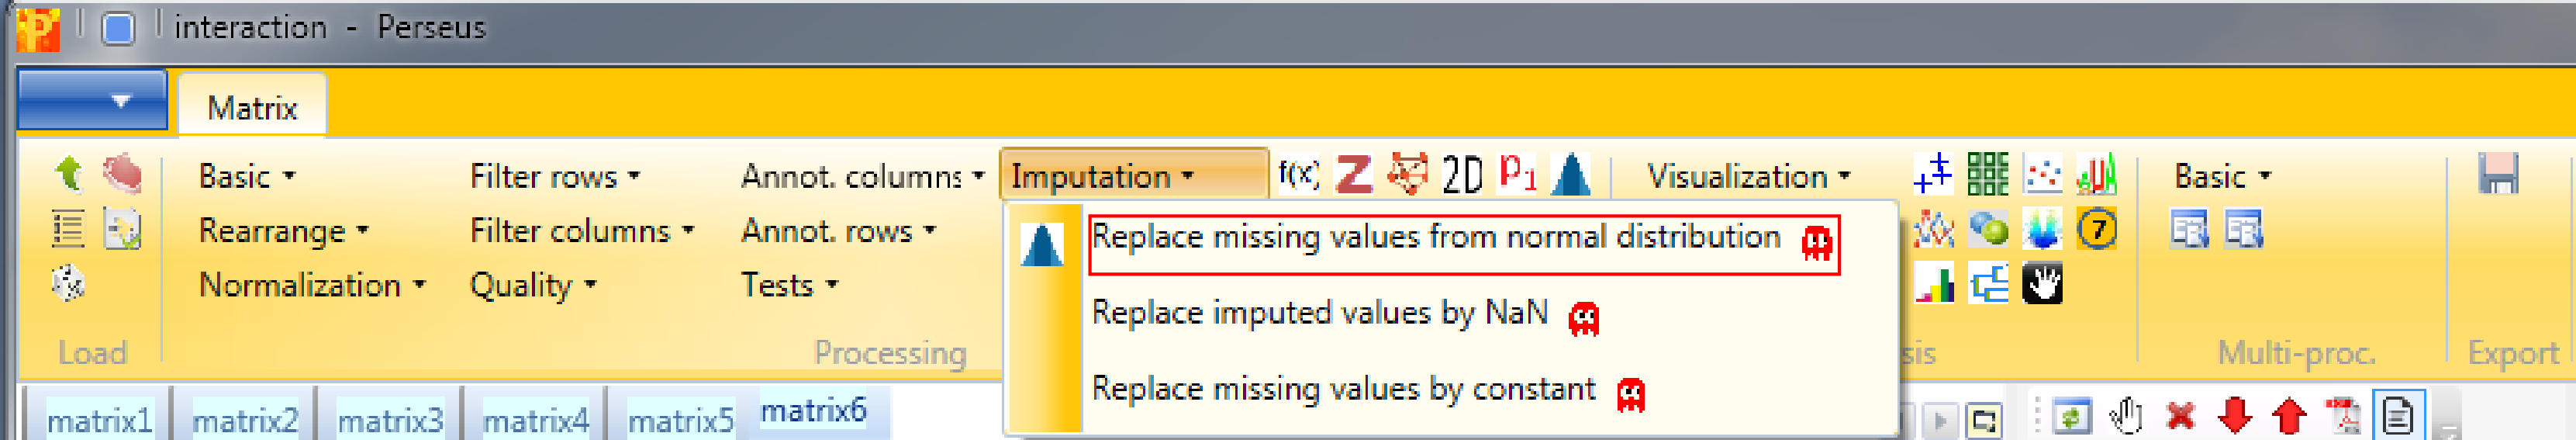 interaction - Perseus
Matrix
Basic Filter rows Annot. columns Imputation f(x) Z 2D P1 Visualization Basic
Rearrange Filter columns Annot. rows Replace missing values from normal distribution 7
Normalization Quality Tests Replace imputed values by NaN
Load Processing Replace missing values by constant sis Multi-proc. Export
matrix1 matrix2 matrix3 matrix4 matrix5 matrix6